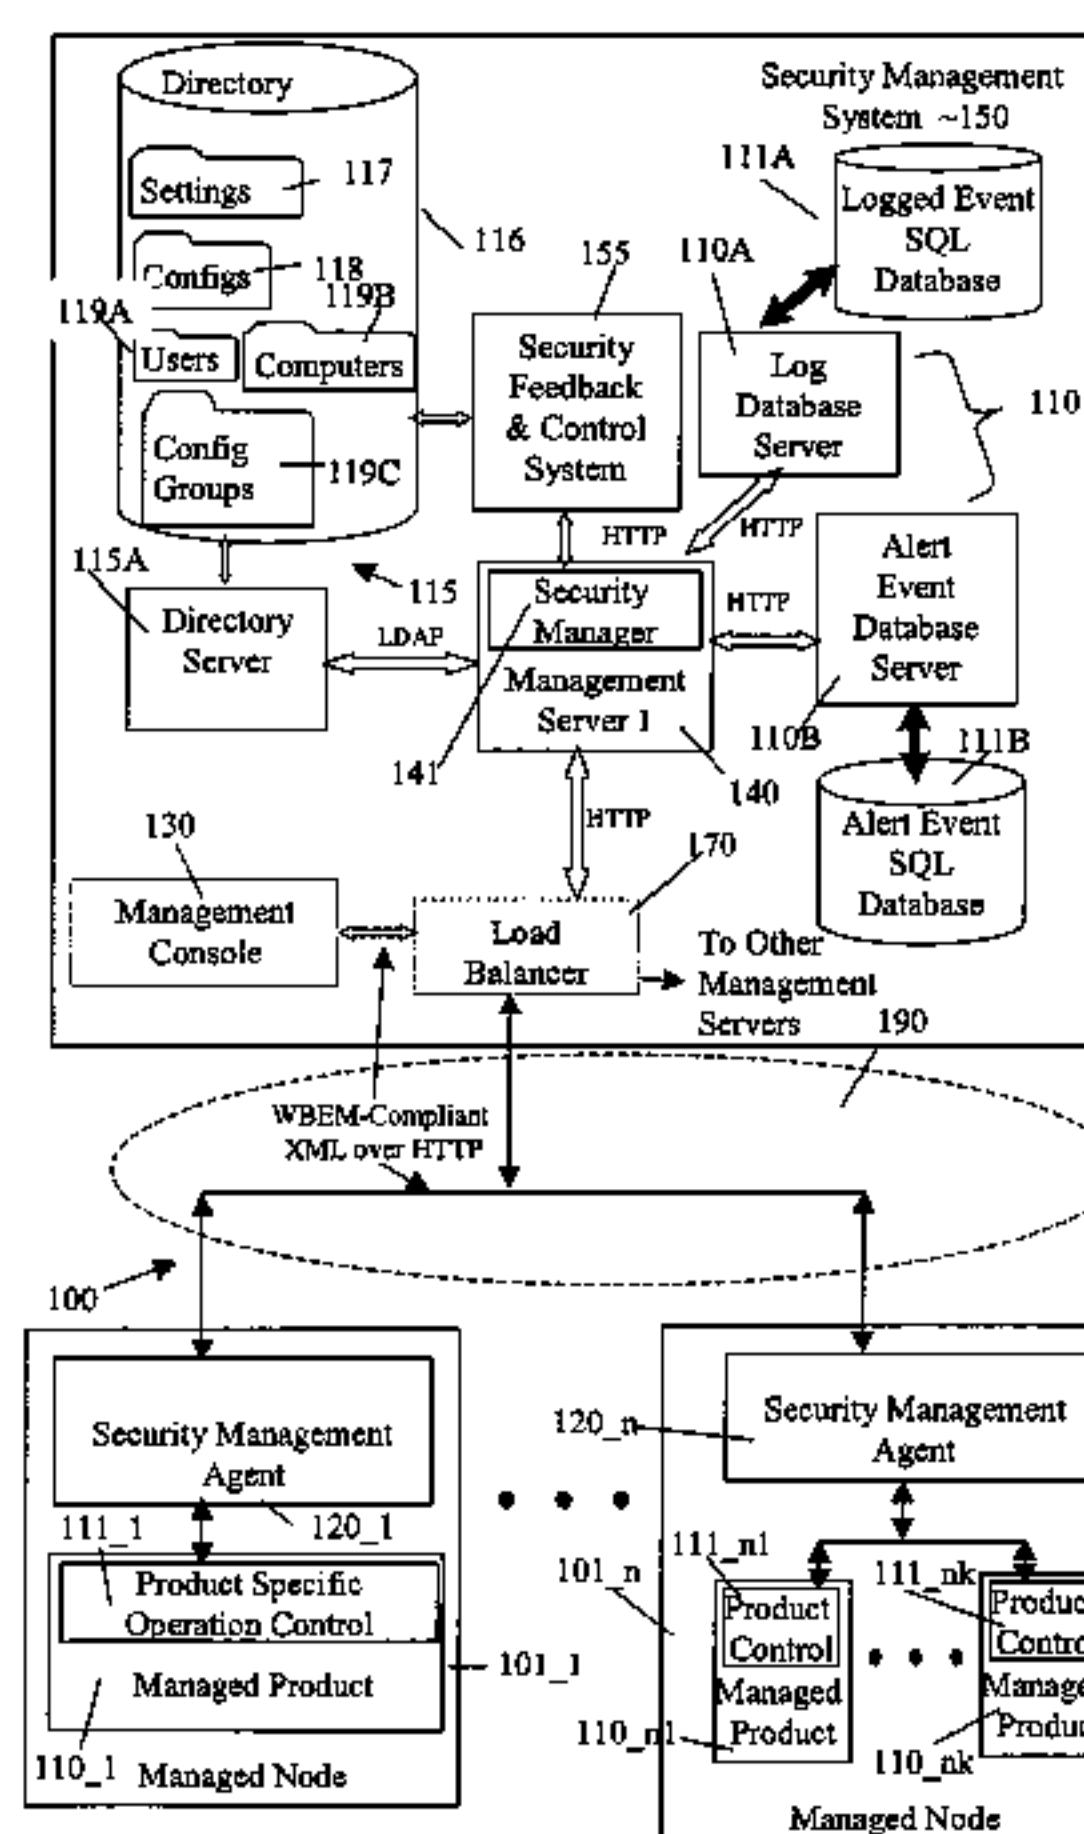 Directory
Security Management
System ~150
Settings
117
111A
Logged Event
SQL
Database
116
155
110A
Configs
118
119B
119A
Users
Computers
Security
Feedback
& Control
System
Log
Database
Server
110
Config
Groups
119C
HTTP
HTTP
115A
115
Directory
Server
LDAP
Security
Manager
Management
Server 1
HTTP
Alert
Event
Database
Server
110B
111B
141
140
HTTP
130
170
Alert Event
SQL
Database
Management
Console
Load
Balancer
To Other
Management
Servers
190
WBEM-Compliant
XML over HTTP
100
Security Management
Agent
120_1
120_n
Security Management
Agent
111_1
Product Specific
Operation Control
Managed Product
101_1
110_1
Managed Node
101_n
111_n1
Product
Control
Managed
Product
110_n1
111_nk
Produc
Contro
Manage
Produc
110_nk
Managed Node